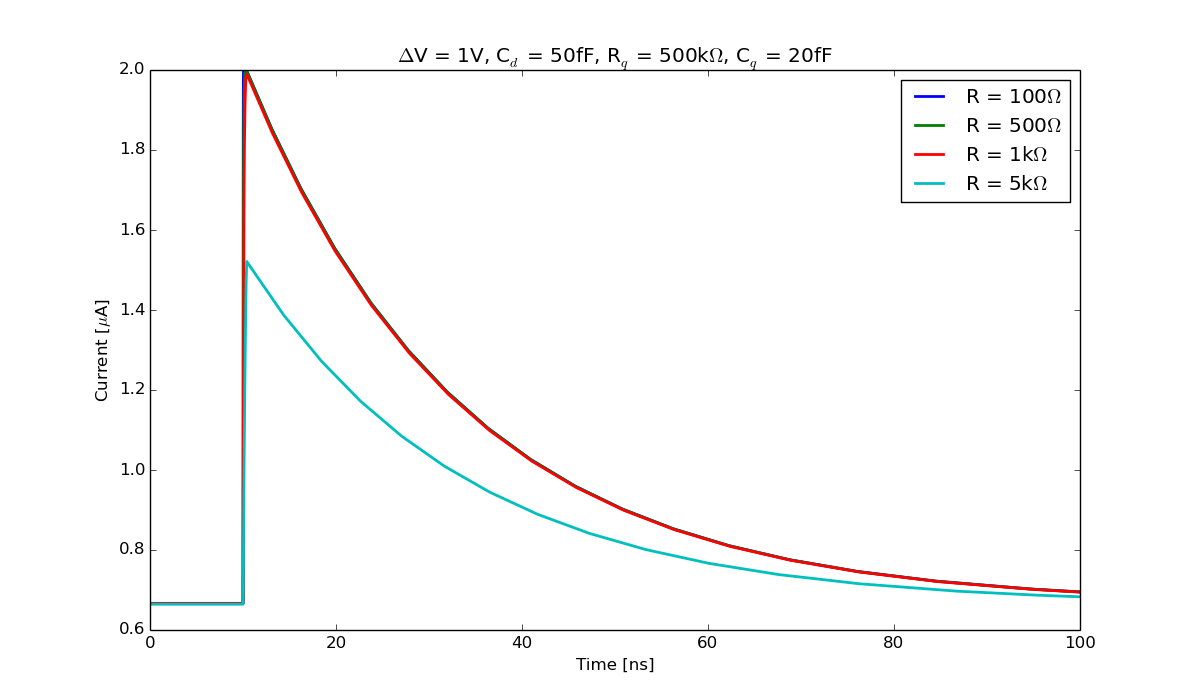 ΔV = 1V, C_d = 50fF, R_q = 500kΩ, C_q = 20fF
R = 100Ω
R = 500Ω
R = 1kΩ
R = 5kΩ
2.0
1.8
1.6
1.4
1.2
1.0
0.8
0.6
Current [μA]
0 20 40 60 80 100
Time [ns]